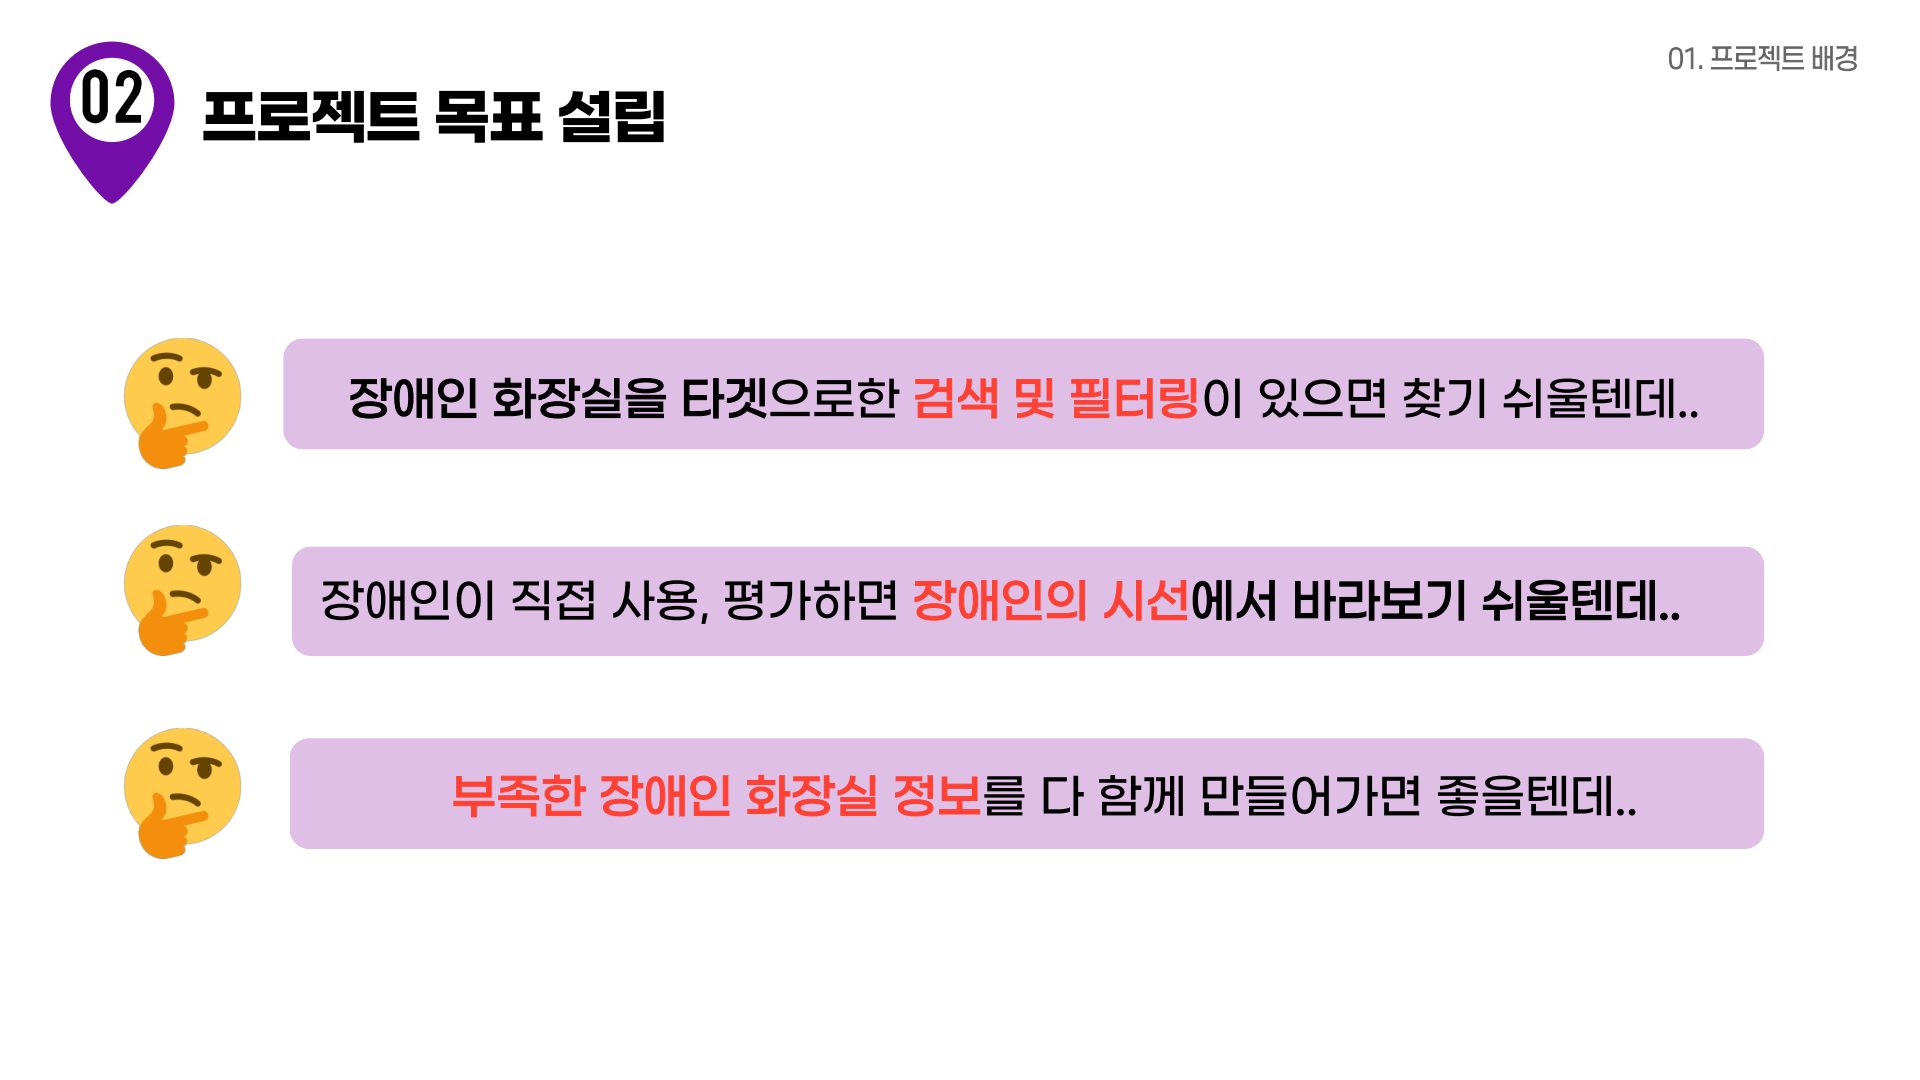 01. 프로젝트 배경
02
프로젝트 목표 설립
장애인 화장실을 타겟으로한 검색 및 필터링이 있으면 찾기 쉬울텐데..
장애인이 직접 사용, 평가하면 장애인의 시선에서 바라보기 쉬울텐데..
부족한 장애인 화장실 정보를 다 함께 만들어가면 좋을텐데..